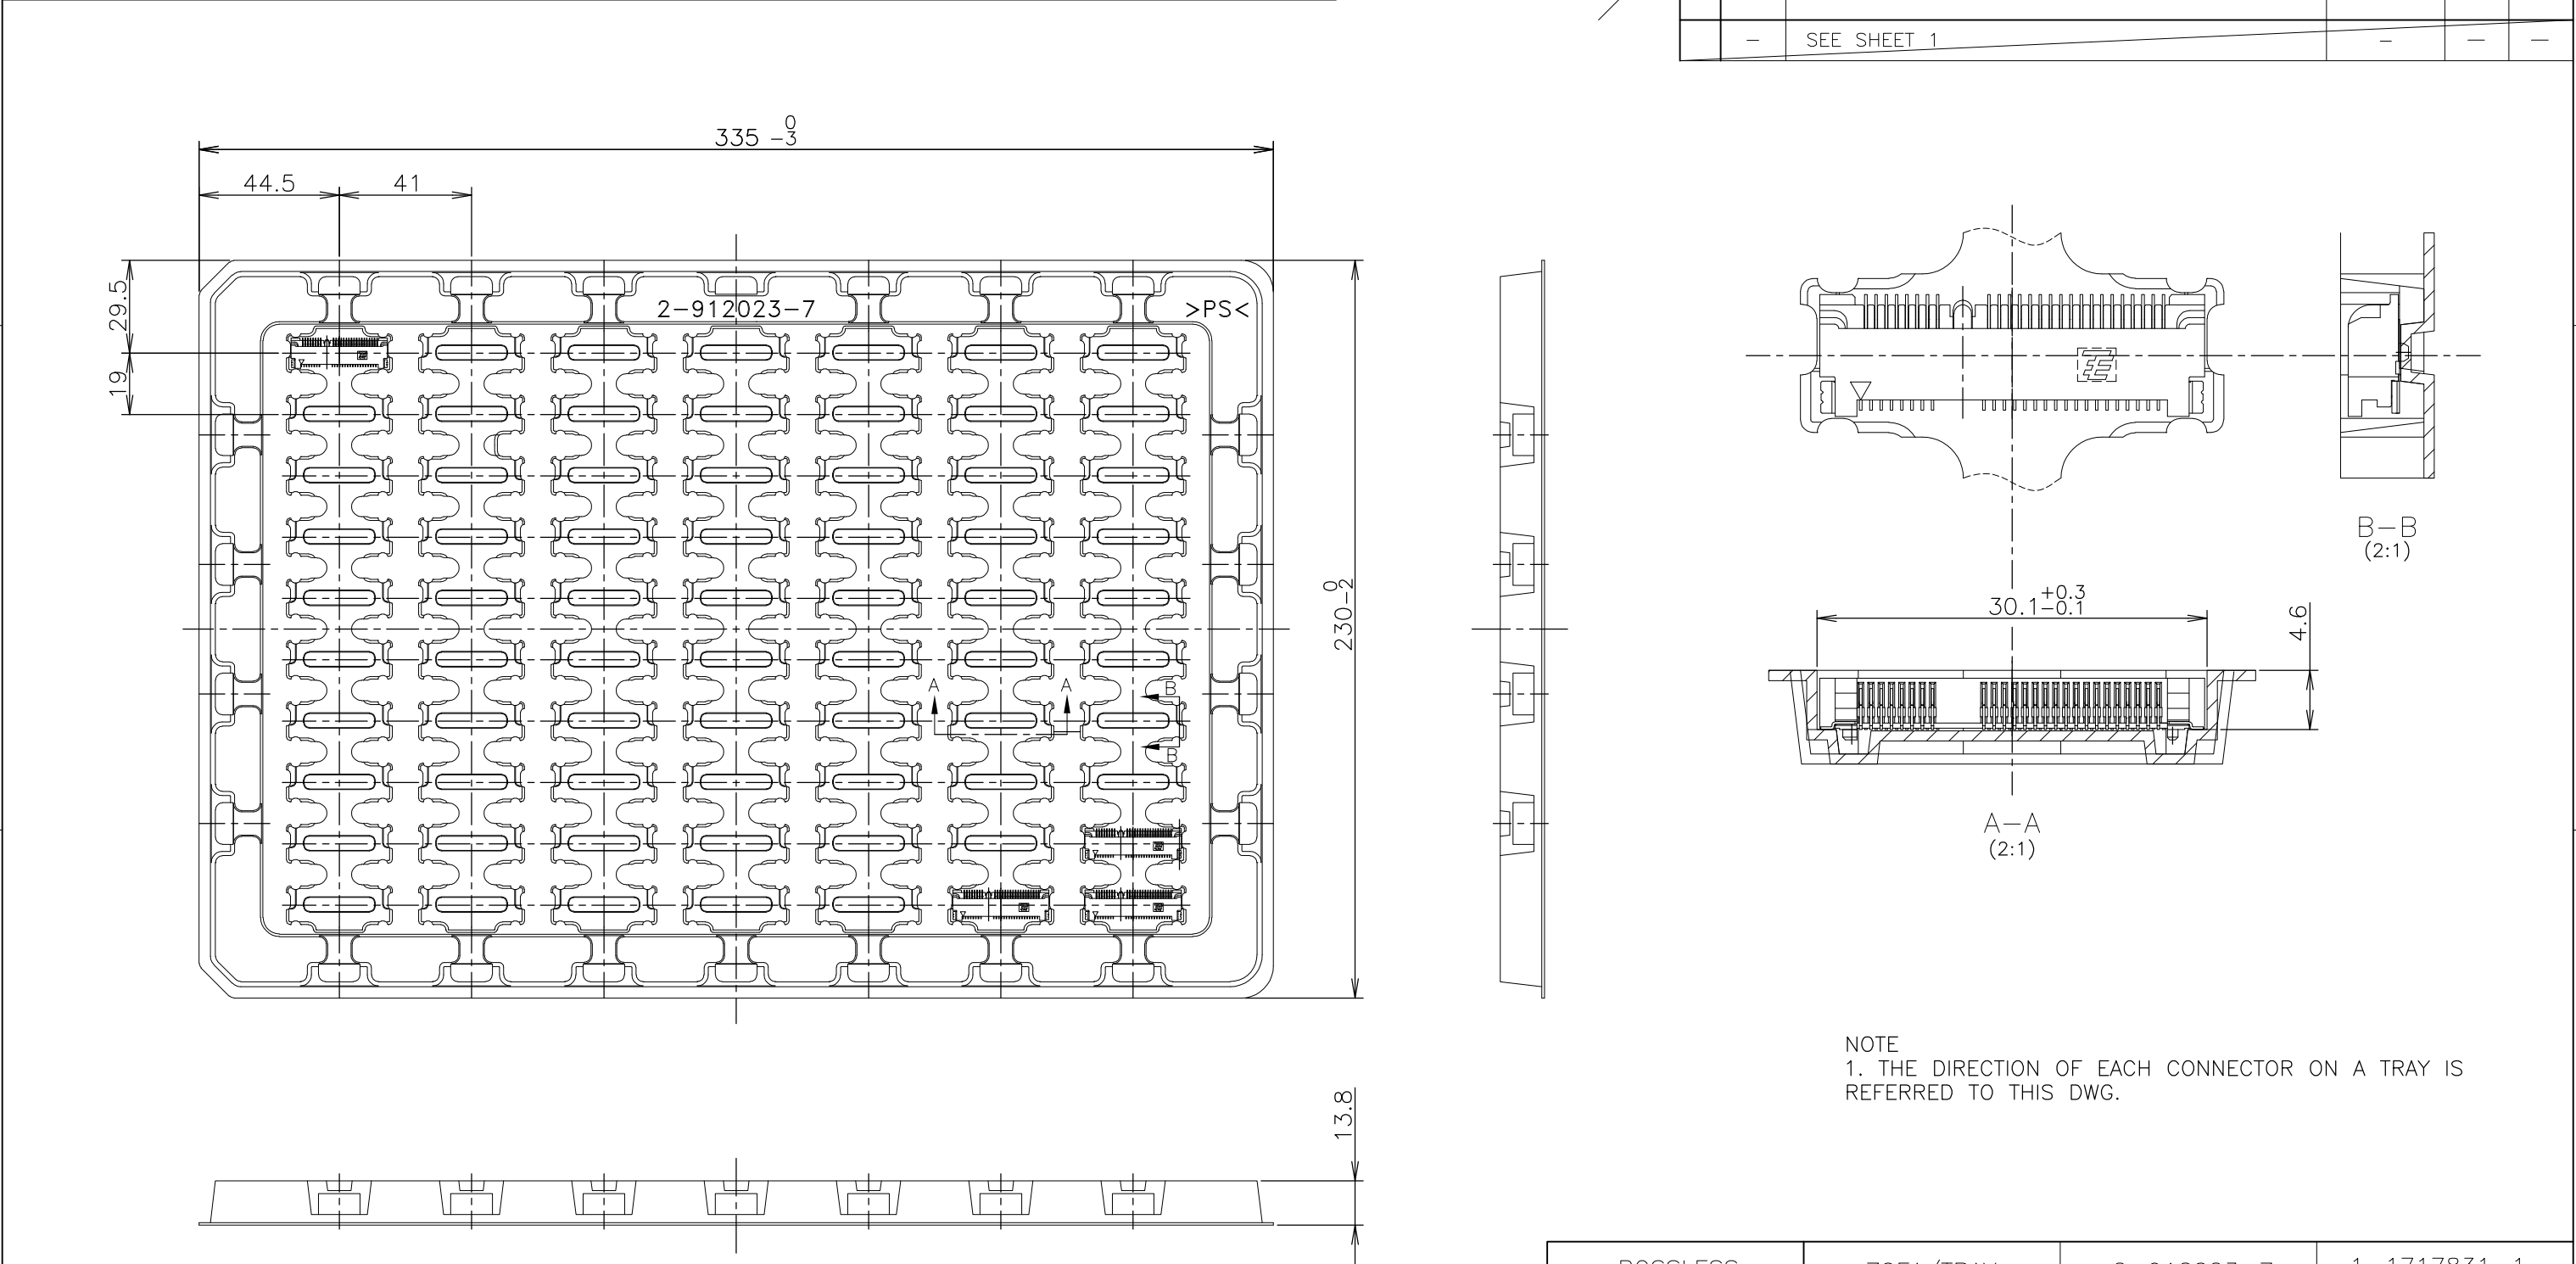 - SEE SHEET 1 - - -
335 0 -3
44.5 41
29.5
19
2-912023-7 >PS<
230 0 -2
A A B
B
B-B
(2:1)
30.1 +0.3 -0.1
4.6
A-A
(2:1)
NOTE
1. THE DIRECTION OF EACH CONNECTOR ON A TRAY IS
REFERRED TO THIS DWG.
13.8